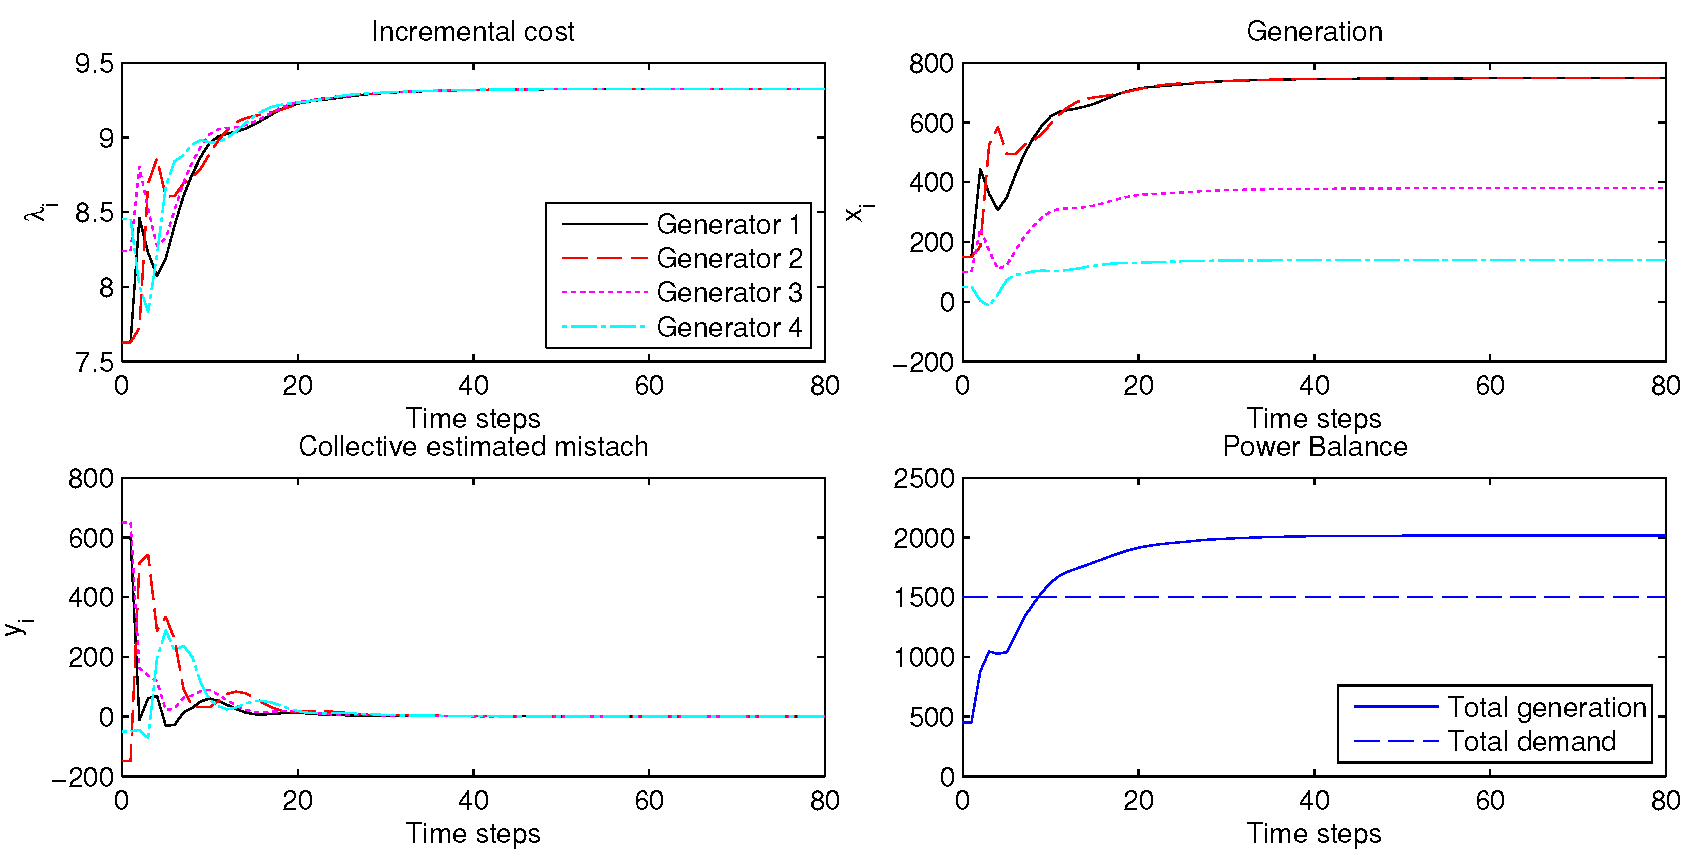 Incremental cost
9.5
9
8.5
8
7.5
λi
Generator 1
Generator 2
Generator 3
Generator 4
0 20 40 60 80
Time steps
Generation
800
600
400
200
0
−200
xi
0 20 40 60 80
Time steps
Collective estimated mistach
800
600
400
200
0
−200
yi
0 20 40 60 80
Time steps
Power Balance
2500
2000
1500
1000
500
0
Total generation
Total demand
0 20 40 60 80
Time steps